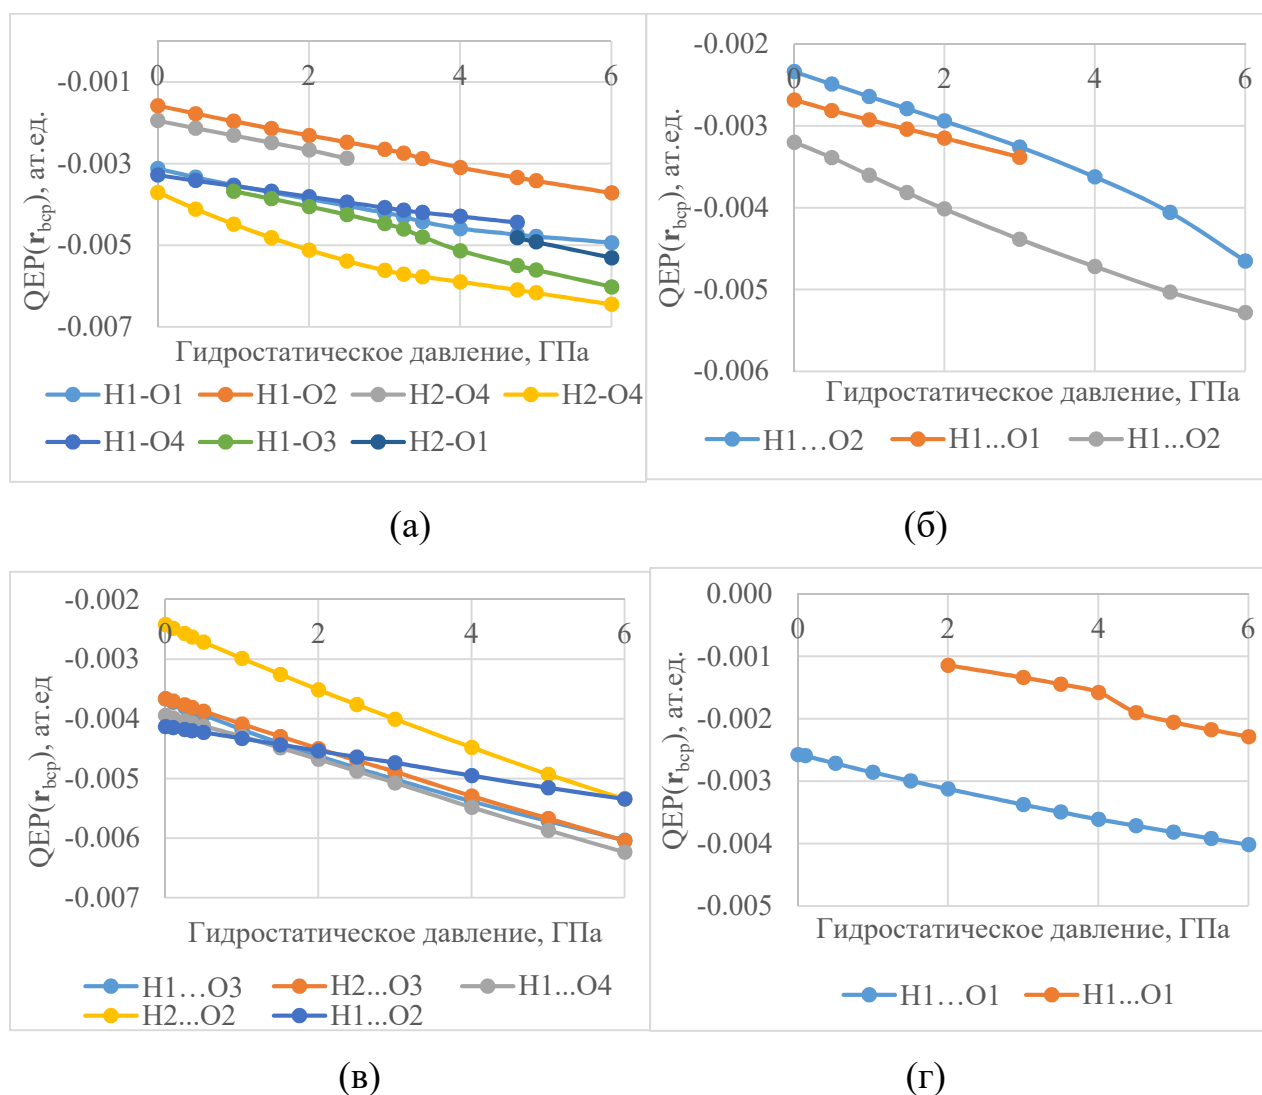 -0.001
-0.003
-0.005
-0.007
0 2 4 6
QEP(rbcp), ат.ед.
Гидростатическое давление, ГПа
H1-O1 H1-O2 H2-O4 H2-O4
H1-O4 H1-O3 H2-O1
(а)
-0.002
-0.003
-0.004
-0.005
-0.006
0 2 4 6
QEP(rbcp), ат.ед.
Гидростатическое давление, ГПа
H1…O2 H1...O1 H1...O2
(б)
-0.002
-0.003
-0.004
-0.005
-0.006
-0.007
0 2 4 6
QEP(rbcp), ат.ед
Гидростатическое давление, ГПа
H1…O3 H2...O3 H1...O4
H2...O2 H1...O2
(в)
0.000
-0.001
-0.002
-0.003
-0.004
-0.005
0 2 4 6
QEP(rbcp), ат.ед.
Гидростатическое давление, ГПа
H1…O1 H1...O1
(г)